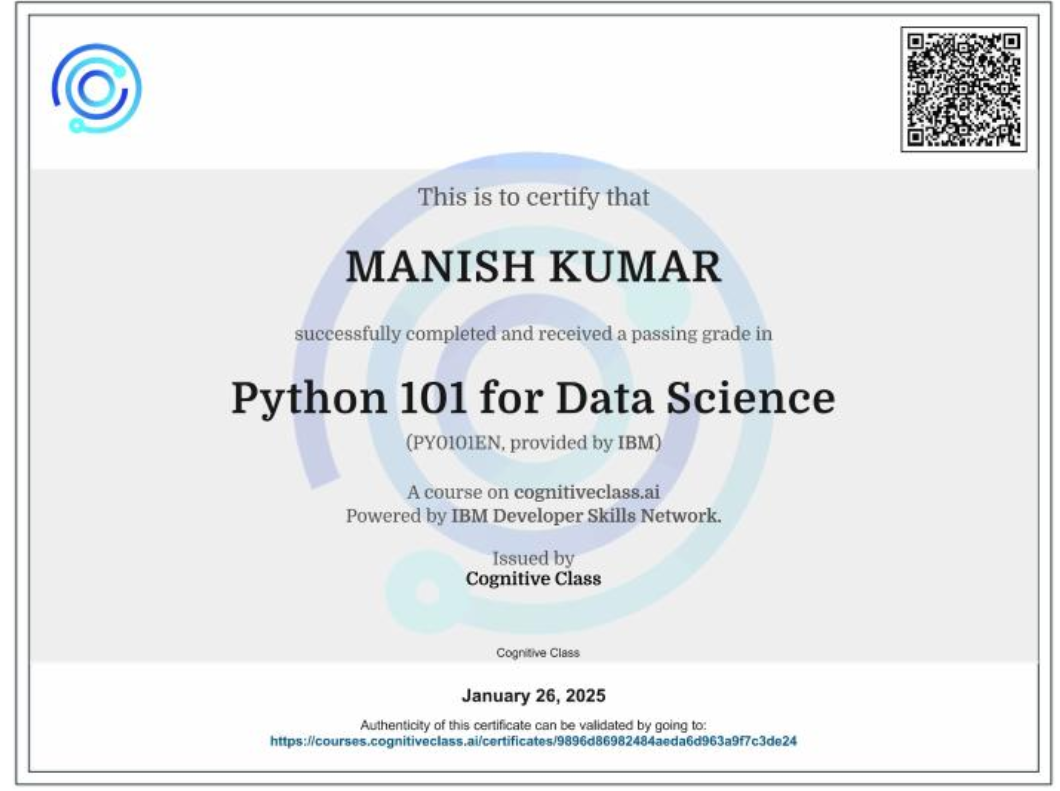 This is to certify that
MANISH KUMAR
successfully completed and received a passing grade in
Python 101 for Data Science
(PY0101EN, provided by IBM)
A course on cognitiveclass.ai
Powered by IBM Developer Skills Network.
Issued by
Cognitive Class
Cognitive Class
January 26, 2025
Authenticity of this certificate can be validated by going to:
https://courses.cognitiveclass.ai/certificates/9896d86982484aeda6d963a9f7c3de24